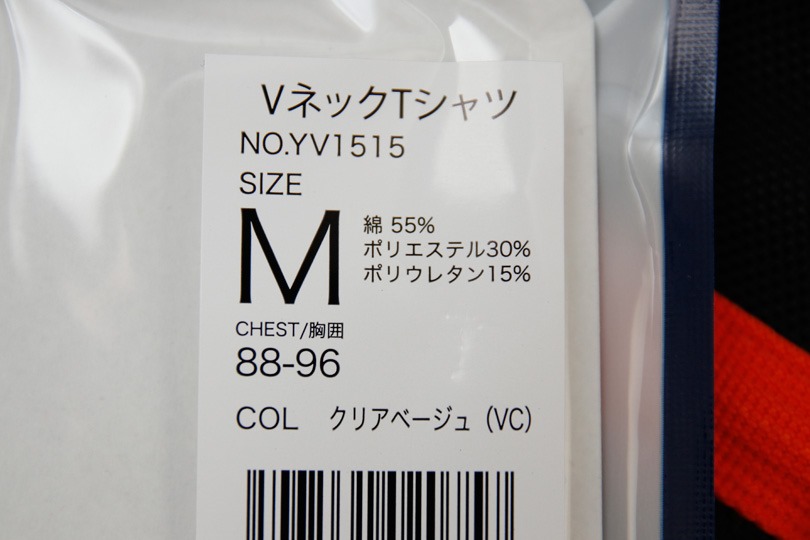 VネックTシャツ
NO.YV1515
SIZE
M
綿 55%
ポリエステル30%
ポリウレタン15%
CHEST/胸囲
88-96
COL クリアベージュ (VC)